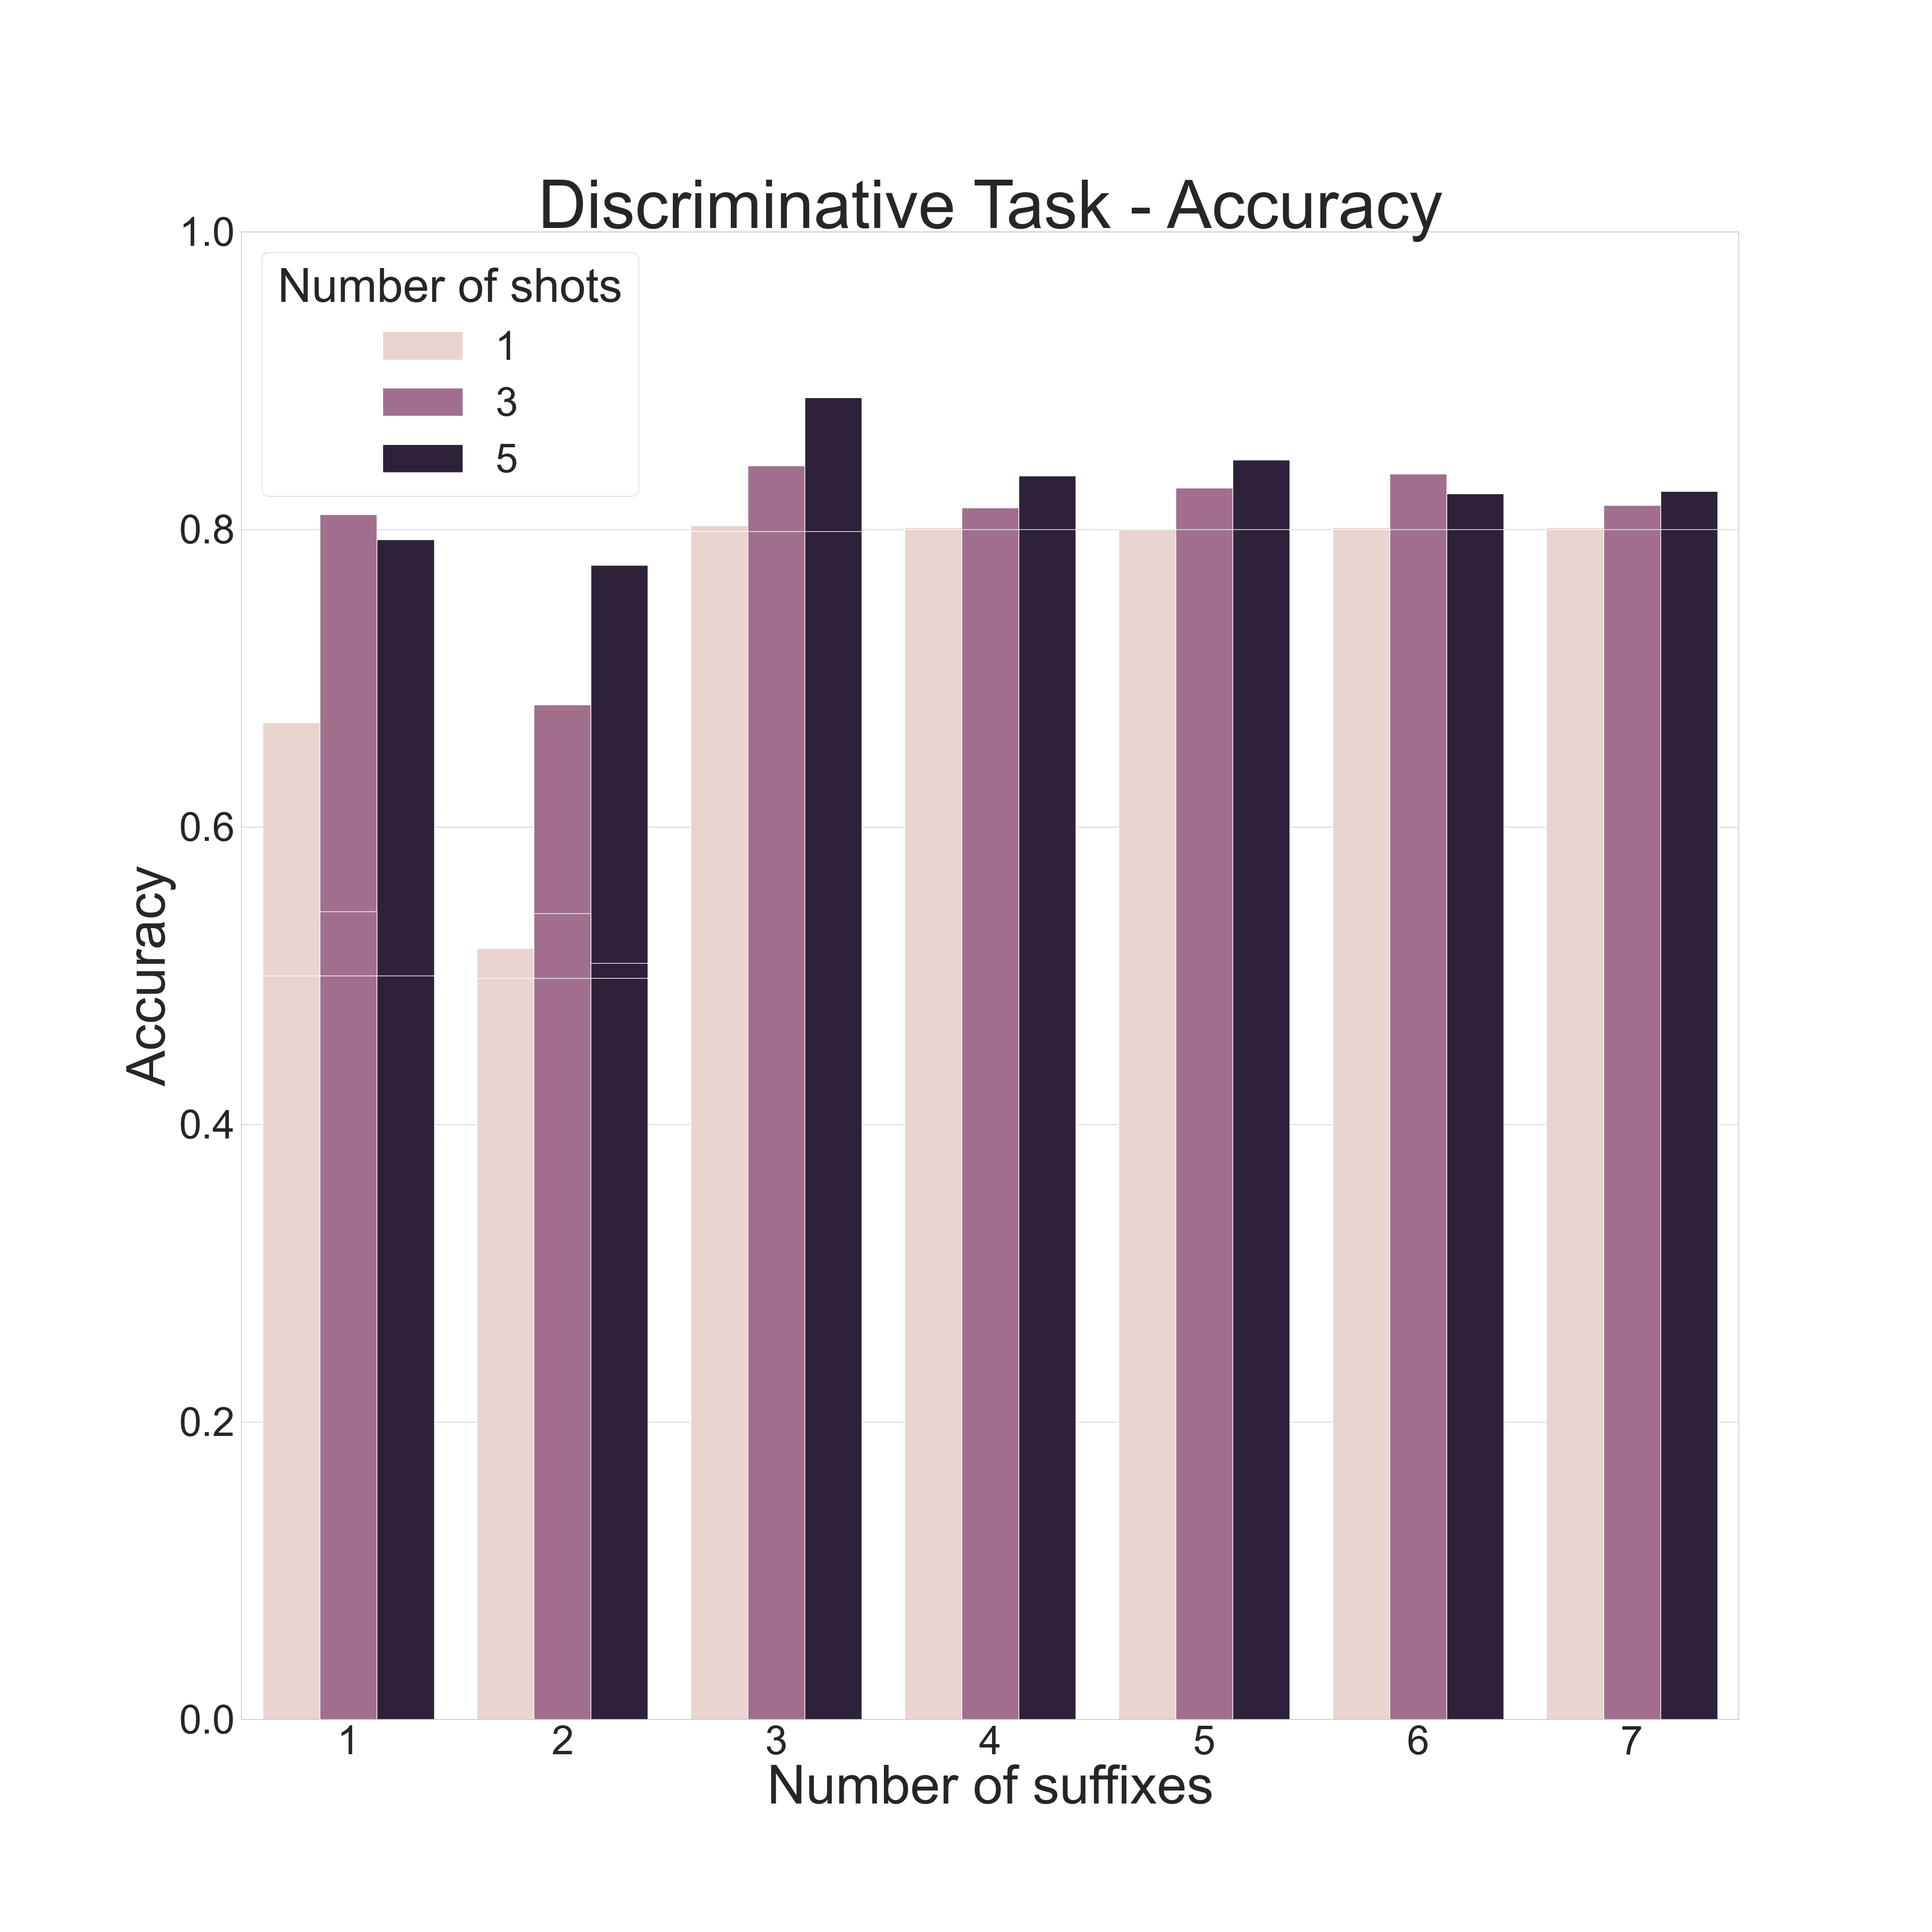 Discriminative Task - Accuracy
Number of shots
1
3
5
1.0
0.8
0.6
0.4
0.2
0.0
Accuracy
1 2 3 4 5 6 7
Number of suffixes